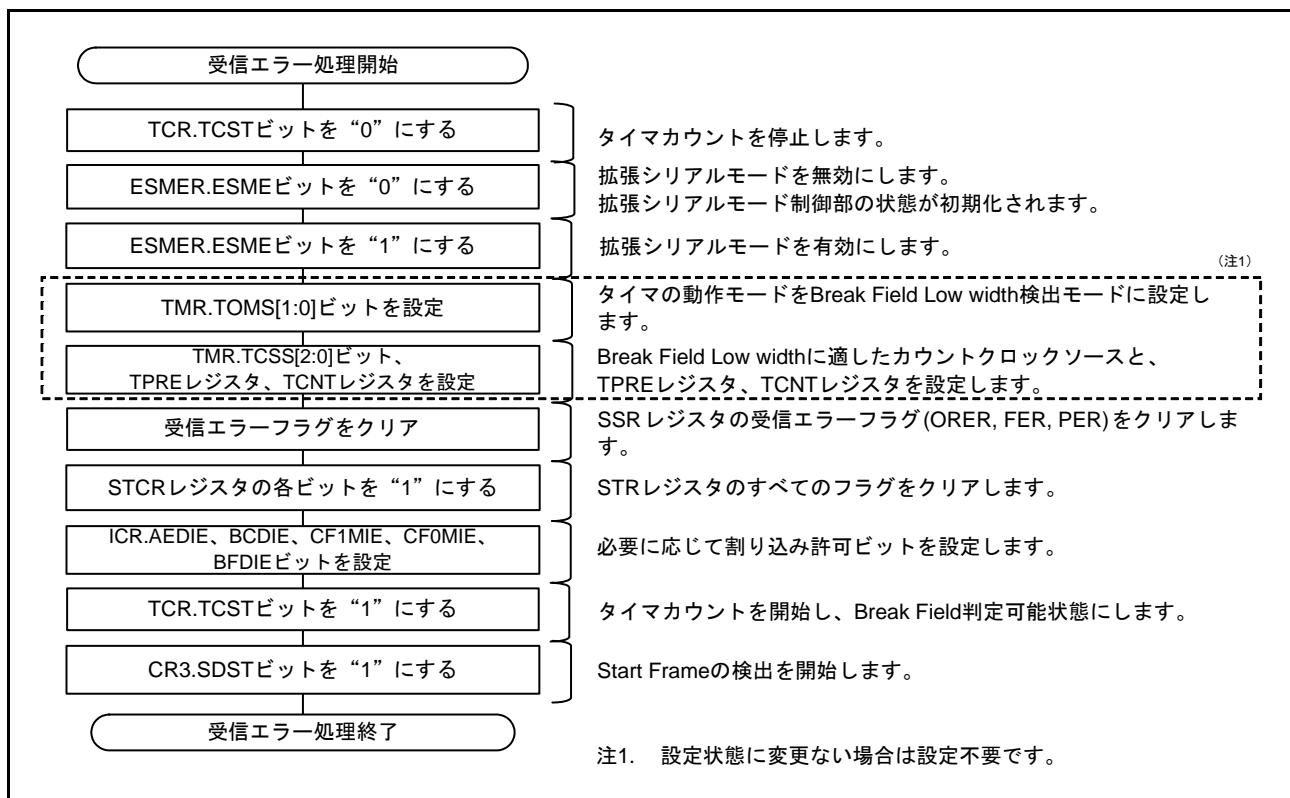 受信エラー処理開始
TCR.TCSTビットを“0”にする
タイマカウントを停止します。
ESMER.ESMEビットを“0”にする
拡張シリアルモードを無効にします。
拡張シリアルモード制御部の状態が初期化されます。
ESMER.ESMEビットを“1”にする
拡張シリアルモードを有効にします。
(注1)
TMR.TOMS[1:0]ビットを設定
タイマの動作モードをBreak Field Low width検出モードに設定し
ます。
TMR.TCSS[2:0]ビット、
TPREレジスタ、TCNTレジスタを設定
Break Field Low widthに適したカウントクロックソースと、
TPREレジスタ、TCNTレジスタを設定します。
受信エラーフラグをクリア
SSRレジスタの受信エラーフラグ(ORER, FER, PER)をクリアしま
す。
STCRレジスタの各ビットを“1”にする
STRレジスタのすべてのフラグをクリアします。
ICR.AEDIE、BCDIE、CF1MIE、CF0MIE、
BFDIEビットを設定
必要に応じて割り込み許可ビットを設定します。
TCR.TCSTビットを“1”にする
タイマカウントを開始し、Break Field判定可能状態にします。
CR3.SDSTビットを“1”にする
Start Frameの検出を開始します。
受信エラー処理終了
注1. 設定状態に変更ない場合は設定不要です。